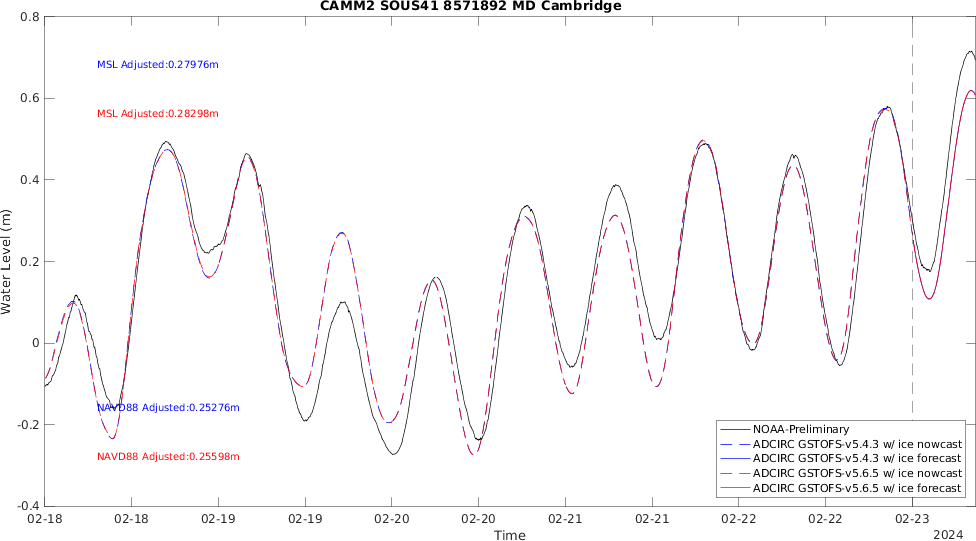 CAMM2 SOUS41 8571892 MD Cambridge
0.8
0.6
0.4
0.2
0
-0.2
-0.4
Water Level (m)
MSL Adjusted:0.27976m
MSL Adjusted:0.28298m
NAVD88 Adjusted:0.25276m
NAVD88 Adjusted:0.25598m
NOAA-Preliminary
ADCIRC GSTOFS-v5.4.3 w/ ice nowcast
ADCIRC GSTOFS-v5.4.3 w/ ice forecast
ADCIRC GSTOFS-v5.6.5 w/ ice nowcast
ADCIRC GSTOFS-v5.6.5 w/ ice forecast
02-18 02-18 02-19 02-19 02-20 02-20 02-21 02-21 02-22 02-22 02-23
Time
2024